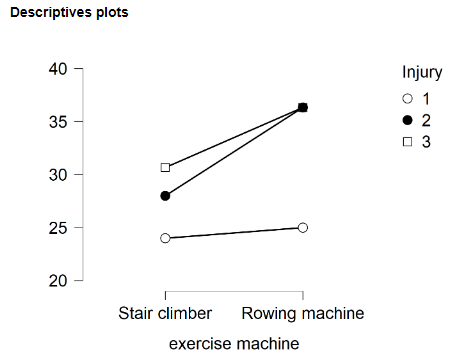 Descriptives plots
40
35
30
25
20
Stair climber Rowing machine
exercise machine
Injury
1
2
3